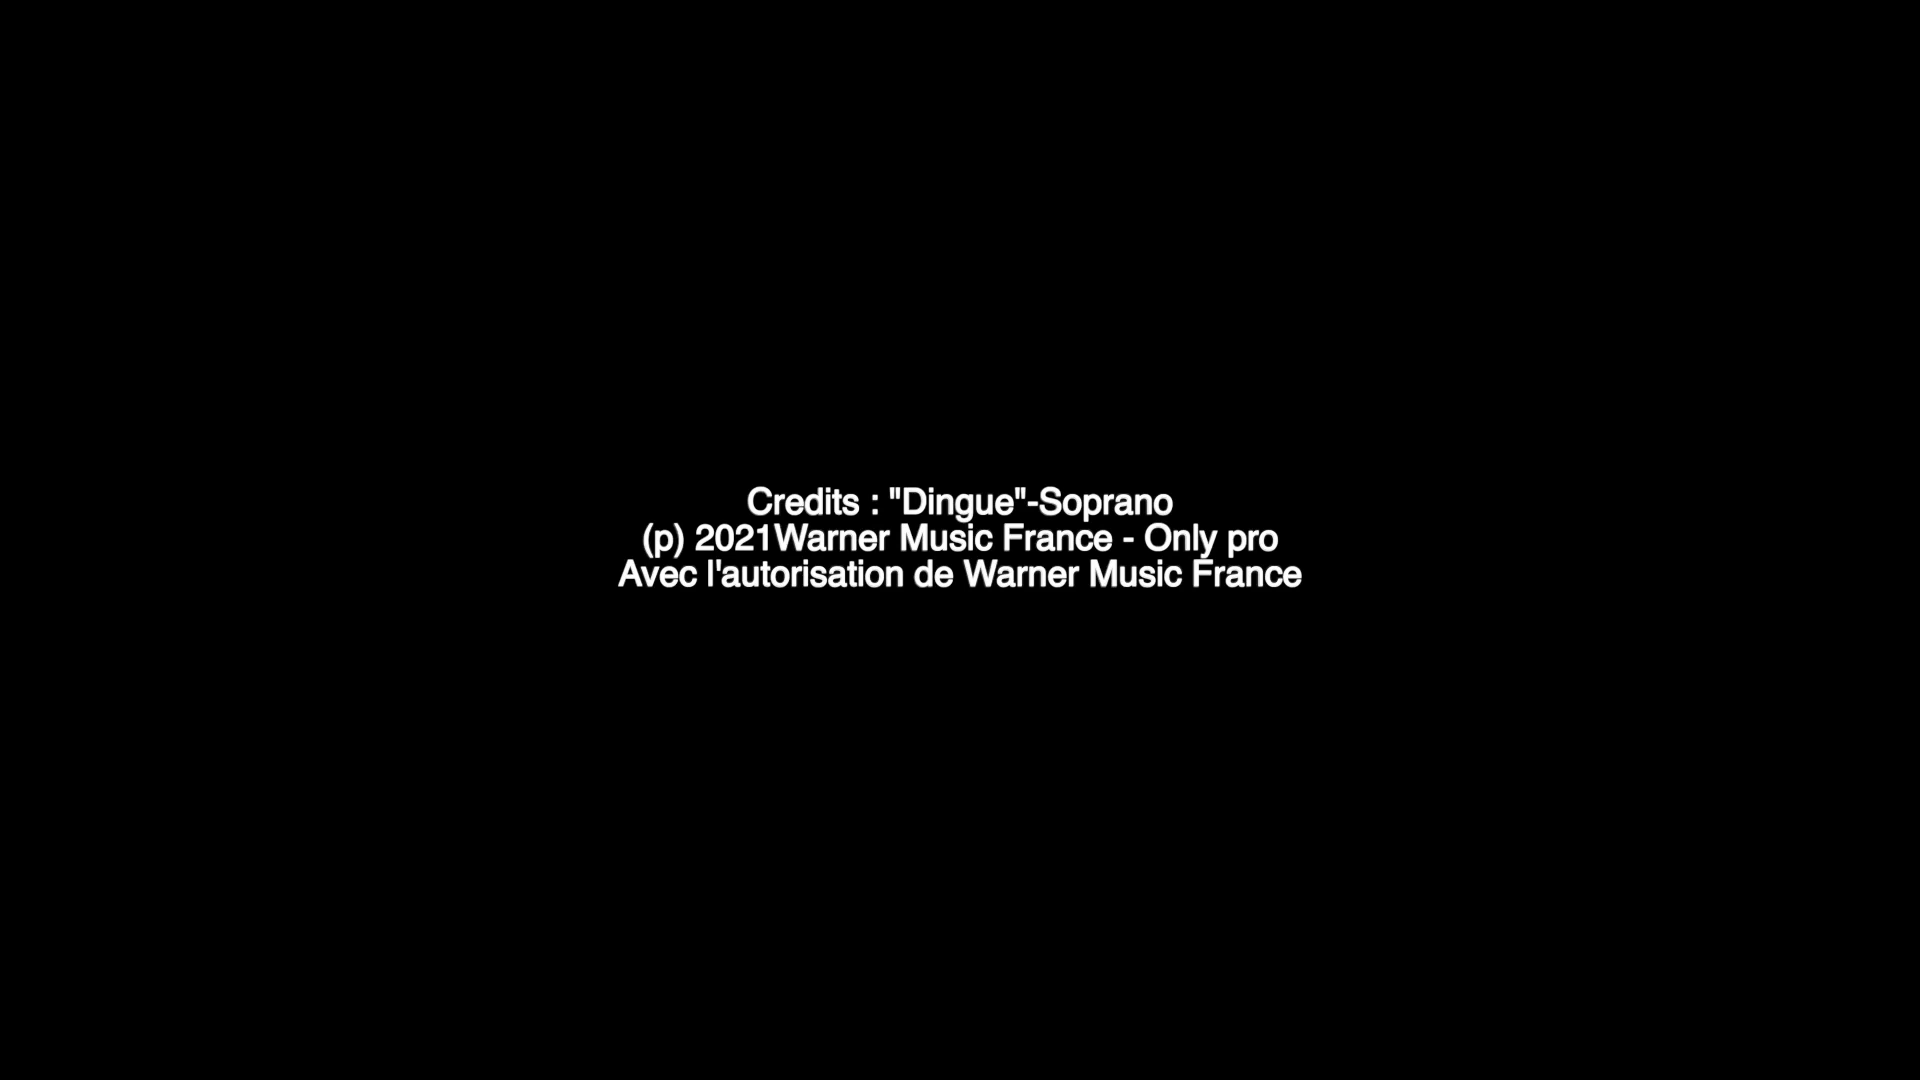 Credits : "Dingue"-Soprano
(p) 2021Warner Music France - Only pro
Avec l'autorisation de Warner Music France